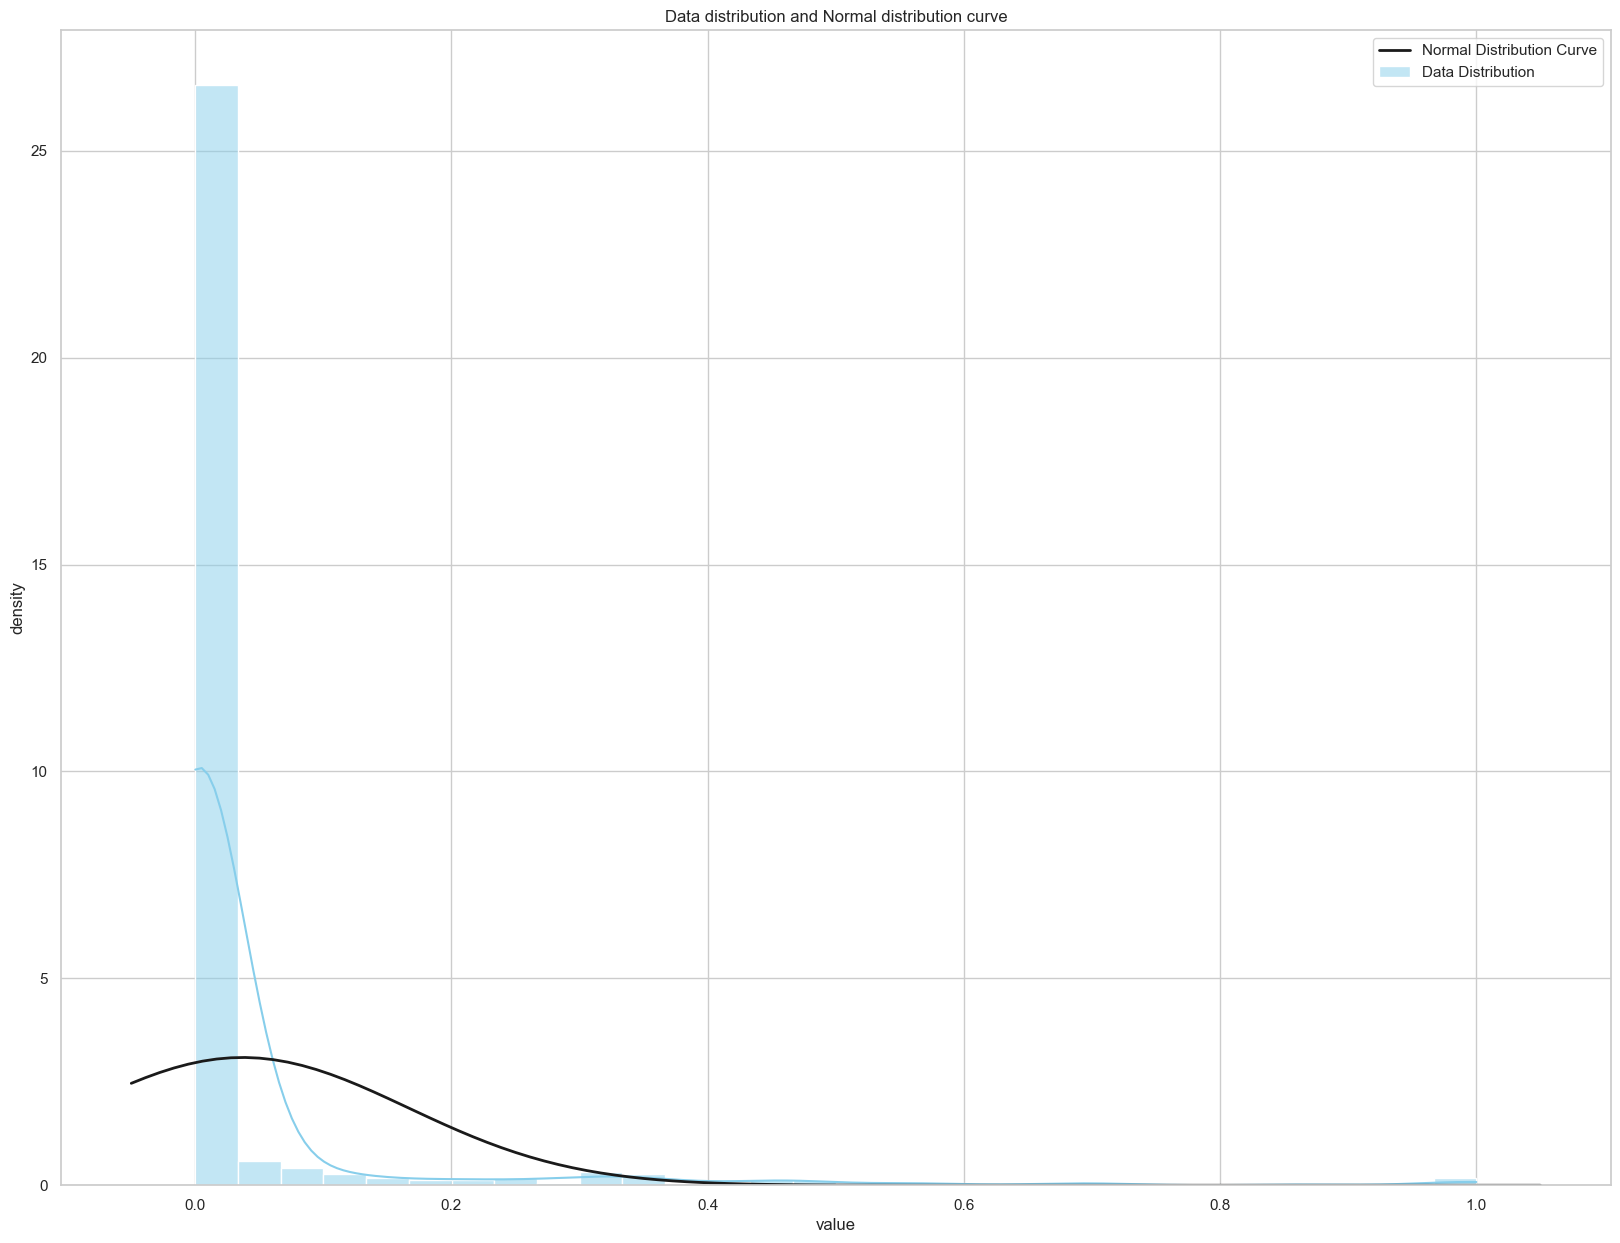 Data distribution and Normal distribution curve
Normal Distribution Curve
Data Distribution
25
20
15
10
5
0
density
0.0 0.2 0.4 0.6 0.8 1.0
value